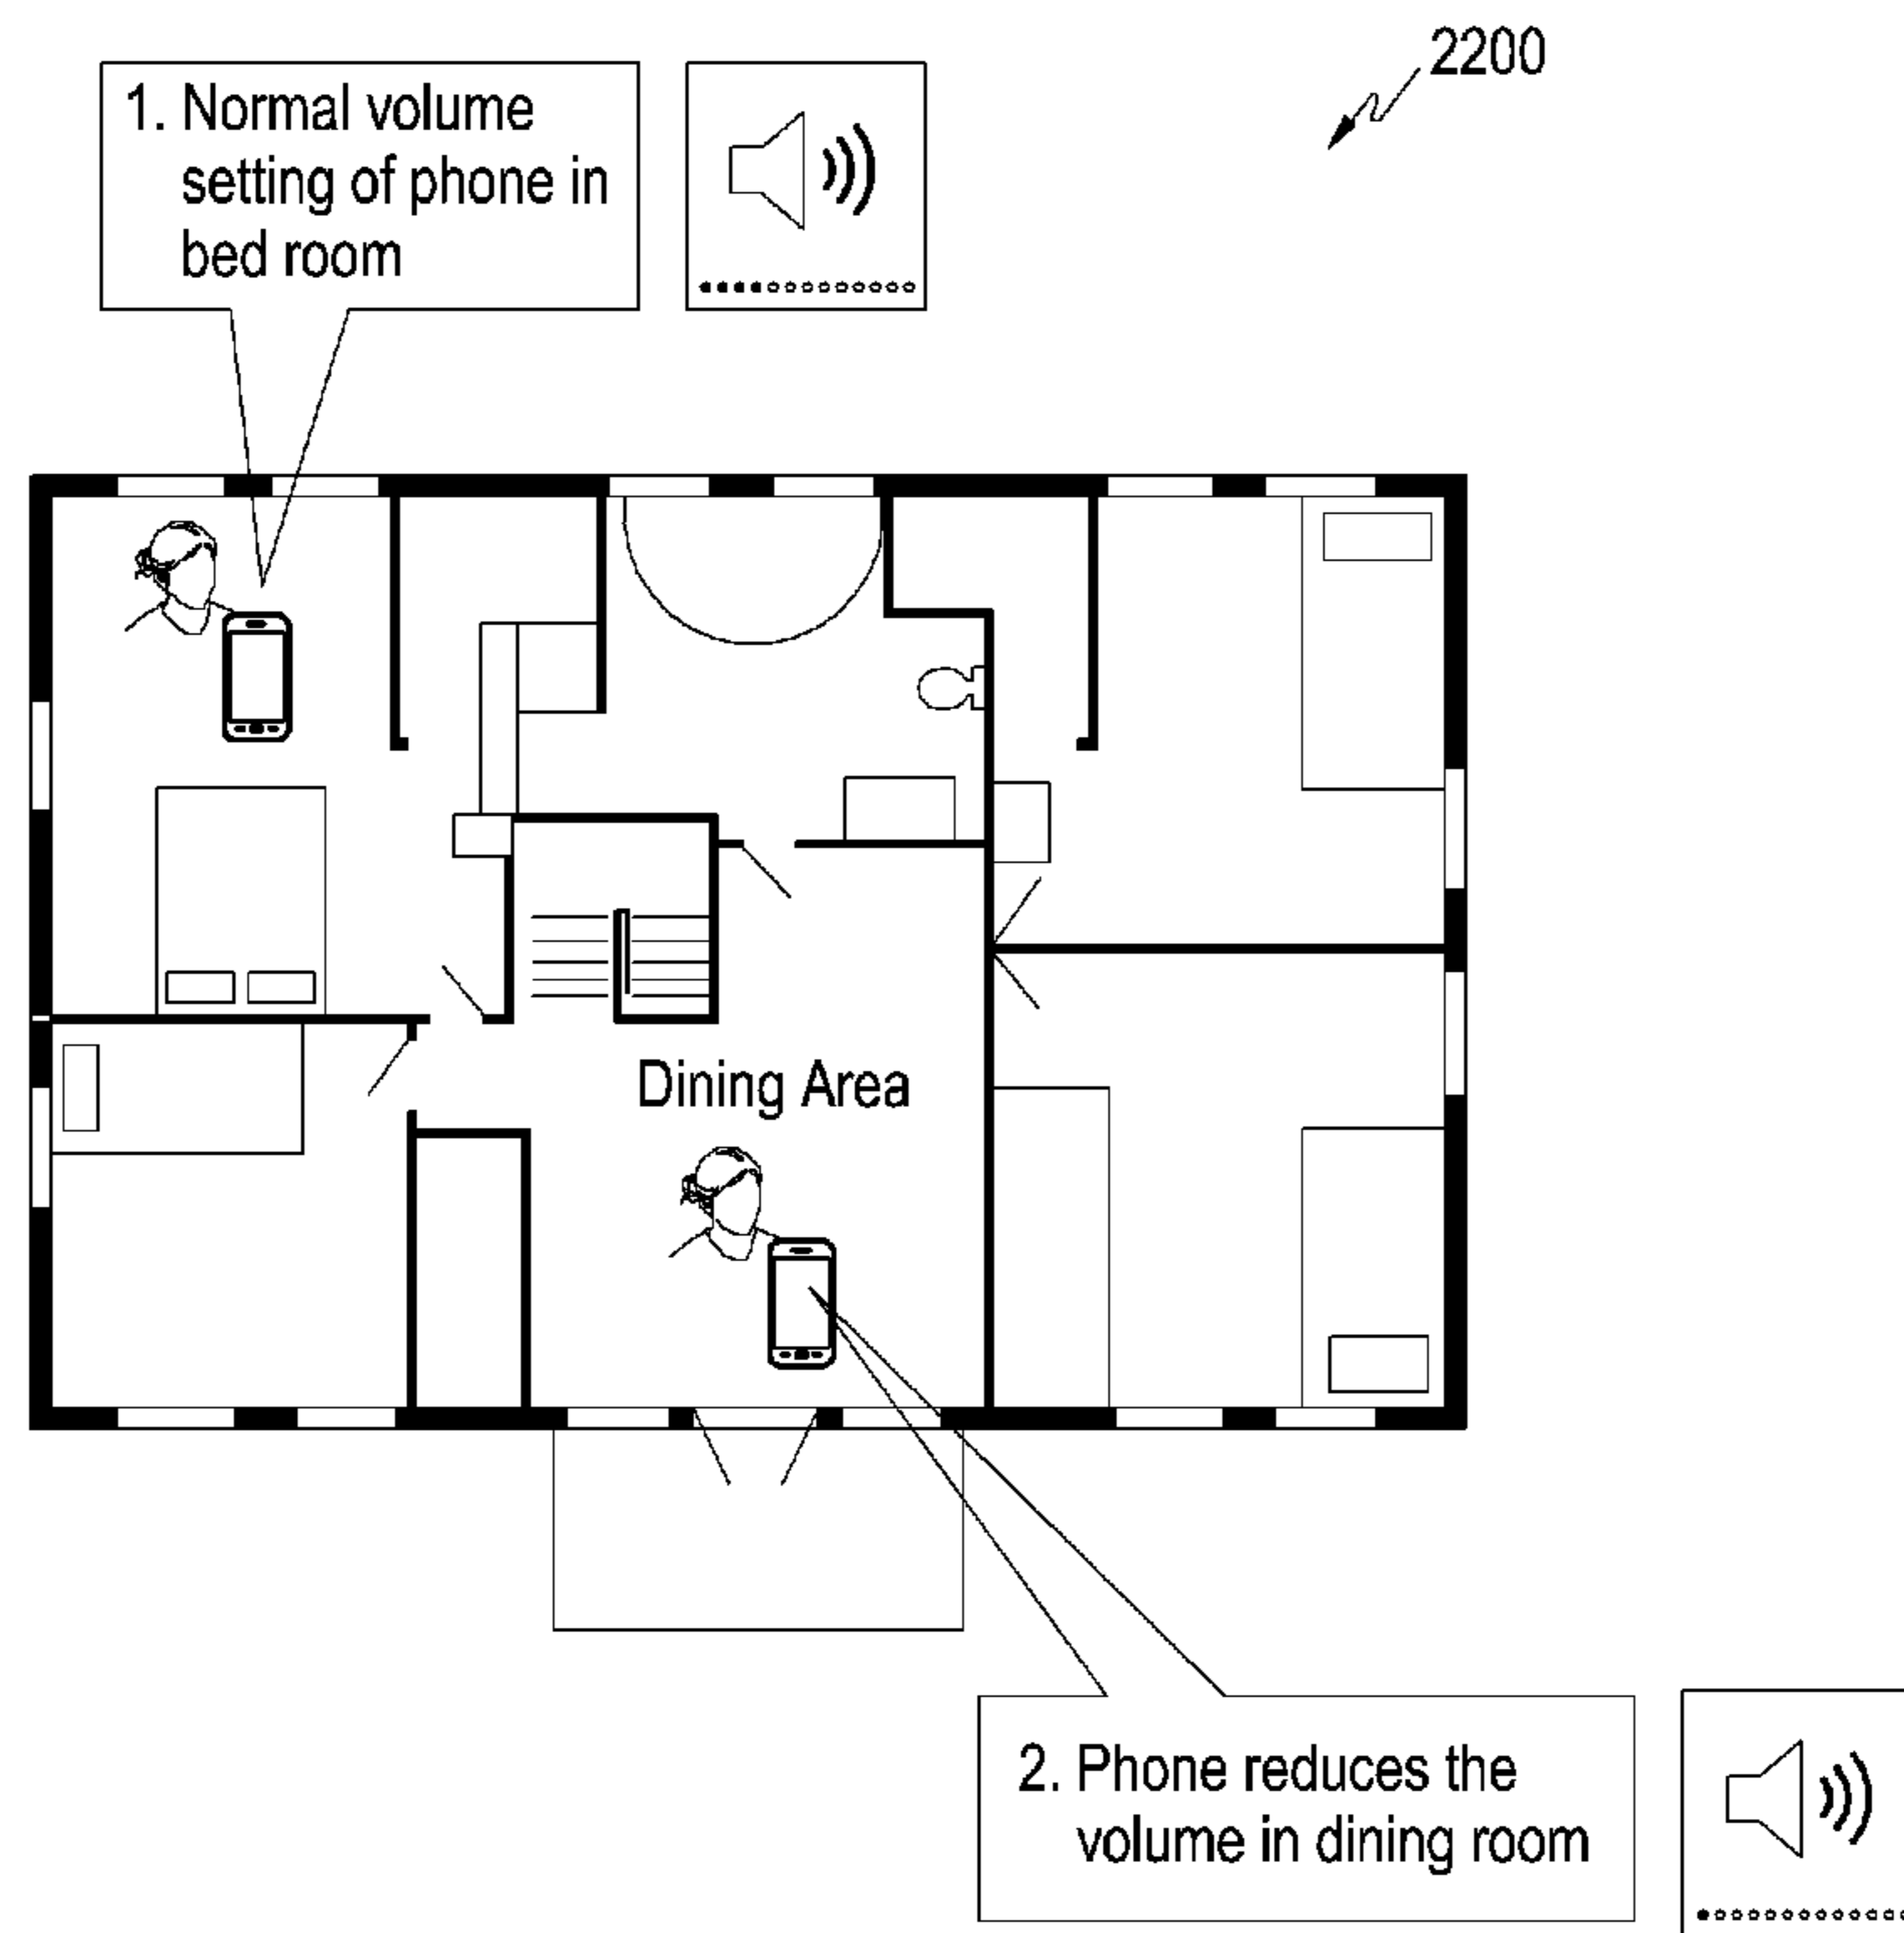 2200
1. Normal volume
setting of phone in
bed room
Dining Area
2. Phone reduces the
volume in dining room